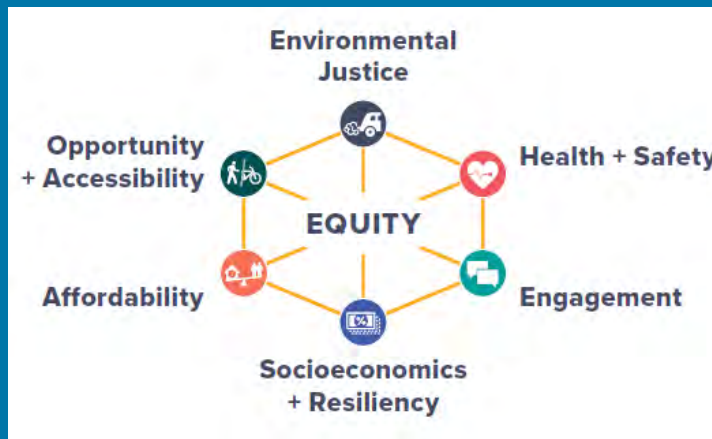 Environmental
Justice
Opportunity
+ Accessibility
Health + Safety
EQUITY
Affordability
Engagement
%
Socioeconomics
+ Resiliency